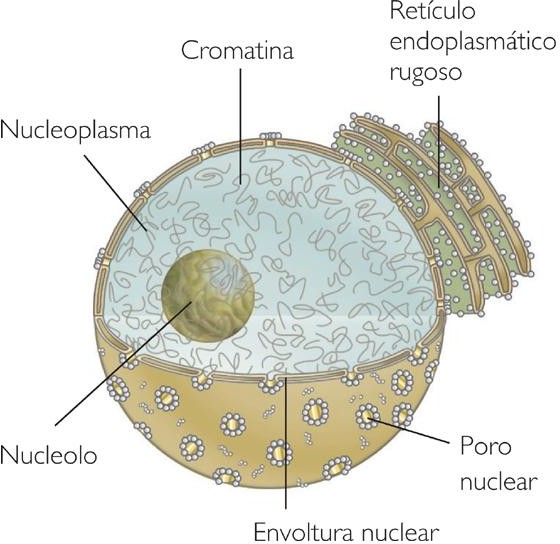 Retículo
endoplasmático
rugoso
Cromatina
Nucleoplasma
Nucleolo
Poro
nuclear
Envoltura nuclear